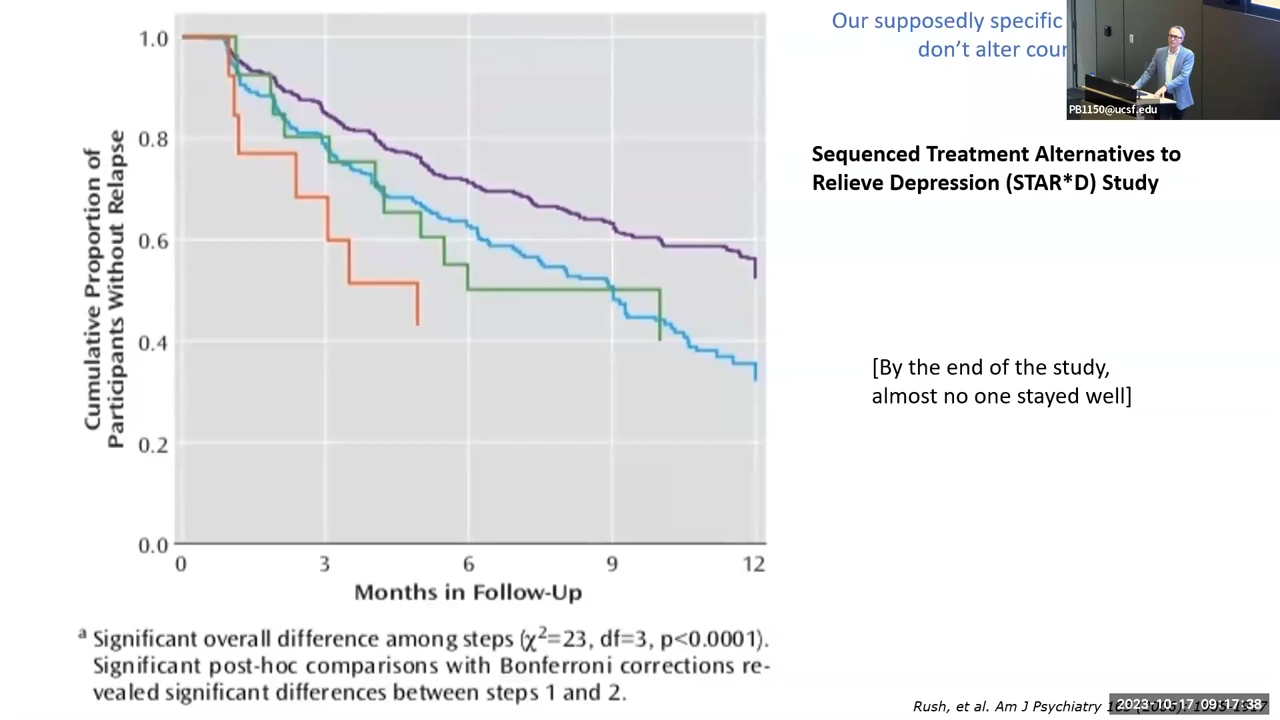 Our supposedly specific
don’t alter
PB1150@ucsf.edu
Sequenced Treatment Alternatives to
Relieve Depression (STAR*D) Study
Cumulative Proportion of
Participants Without Relapse
1.0
0.8
0.6
0.4
0.2
0.0
0 3 6 9 12
Months in Follow-Up
[By the end of the study,
almost no one stayed well]
a Significant overall difference among steps (χ2=23, df=3, p<0.0001).
Significant post-hoc comparisons with Bonferroni corrections re-
vealed significant differences between steps 1 and 2.
Rush, et al. Am J Psychiatry
2023-10-17 09:17:38